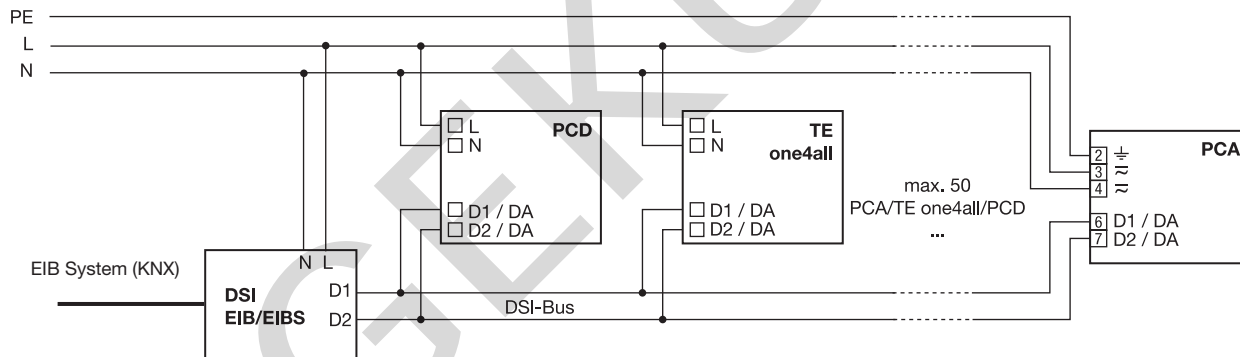 PE
L
N
L
N
PCD
D1 / DA
D2 / DA
L
N
TE
one4all
D1 / DA
D2 / DA
max. 50
PCA/TE one4all/PCD
...
PCA
2
3
4
6 D1 / DA
7 D2 / DA
EIB System (KNX)
N L
DSI
EIB/EIBS
D1
D2
DSI-Bus
GEKÜ